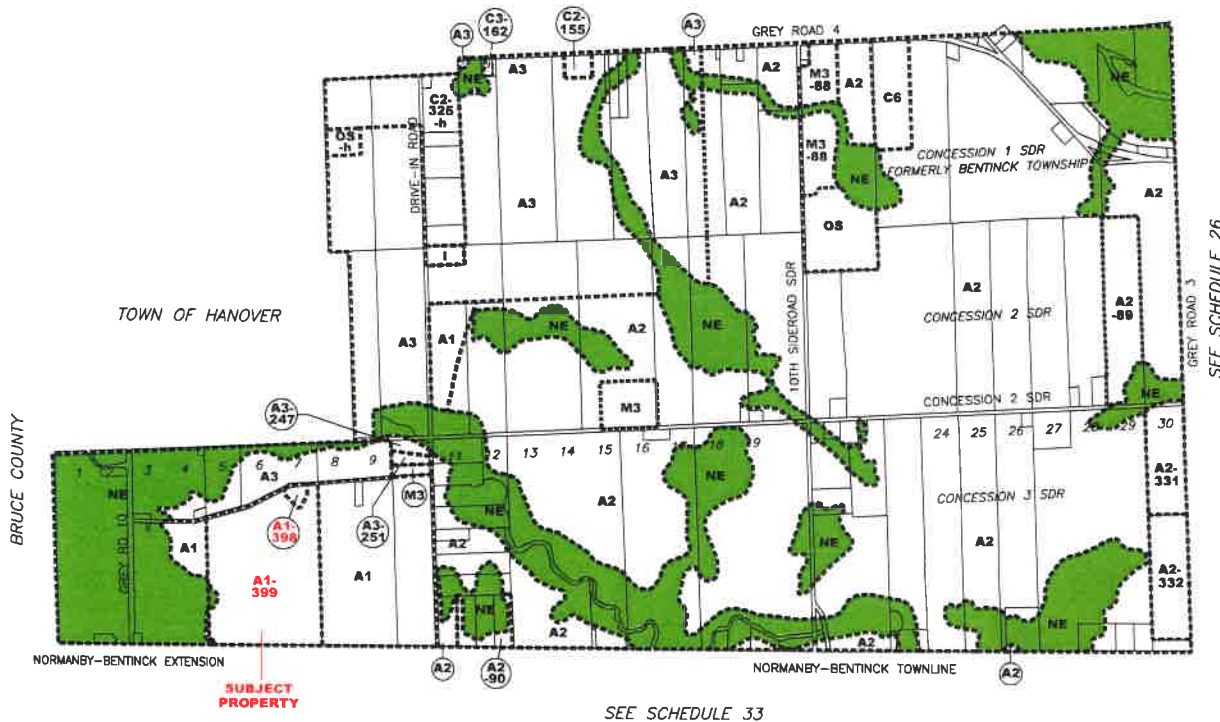 GREY ROAD 4
A3
C3-
162
C2-
155
A3
NE
A3
A2
M3
-88
A2
C6
NE
C2-
325
-h
OS
-h
DRIVE-IN ROAD
M3
-88
CONCESSION 1 SDR
FORMERLY BENTINCK TOWNSHIP
A3
A3
A2
NE
A2
OS
I
SEE SCHEDULE 26
GREY ROAD 3
10TH SIDEROAD SDR
TOWN OF HANOVER
A3
A1
NE
A2
NE
A2
CONCESSION 2 SDR
A2
-89
M3
CONCESSION 2 SDR
NE
BRUCE COUNTY
A3-
247
1 3 4 5 6 7 8 9 11 12 13 14 15 16 18 19 24 25 26 27 28 29 30
A3
NE
GREY RD 10
A1-
398
A3-
251
M3
A2
NE
A2
NE
CONCESSION 3 SDR
A2
A2-
331
A1
A1-
399
A1
A2
NE
A2
A2
NE
A2-
332
NORMANBY-BENTINCK EXTENSION
A2
A2
-90
NORMANBY-BENTINCK TOWNLINE
A2
SUBJECT
PROPERTY
SEE SCHEDULE 33